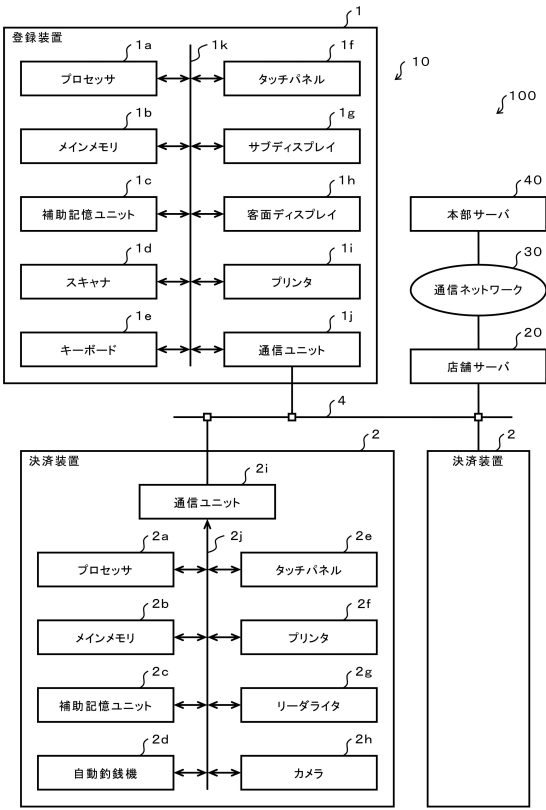 1
登録装置
1a
1k
1f
プロセッサ
タッチパネル
10
1b
1g
100
メインメモリ
サブディスプレイ
1c
1h
40
補助記憶ユニット
客面ディスプレイ
本部サーバ
1d
1i
30
スキャナ
プリンタ
通信ネットワーク
1e
1j
20
キーボード
通信ユニット
店舗サーバ
4
2
2
決済装置
決済装置
2i
通信ユニット
2a
2j
2e
プロセッサ
タッチパネル
2b
2f
メインメモリ
プリンタ
2c
2g
補助記憶ユニット
リーダライタ
2d
2h
自動釣銭機
カメラ